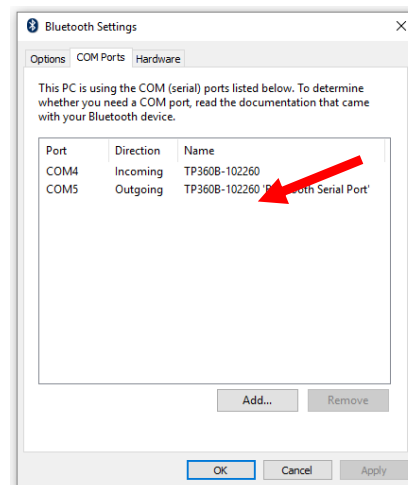 Bluetooth Settings
Options COM Ports Hardware
This PC is using the COM (serial) ports listed below. To determine
whether you need a COM port, read the documentation that came
with your Bluetooth device.
Port Direction Name
COM4 Incoming TP360B-102260
COM5 Outgoing TP360B-102260 Serial Port'
Add... Remove
OK Cancel Apply